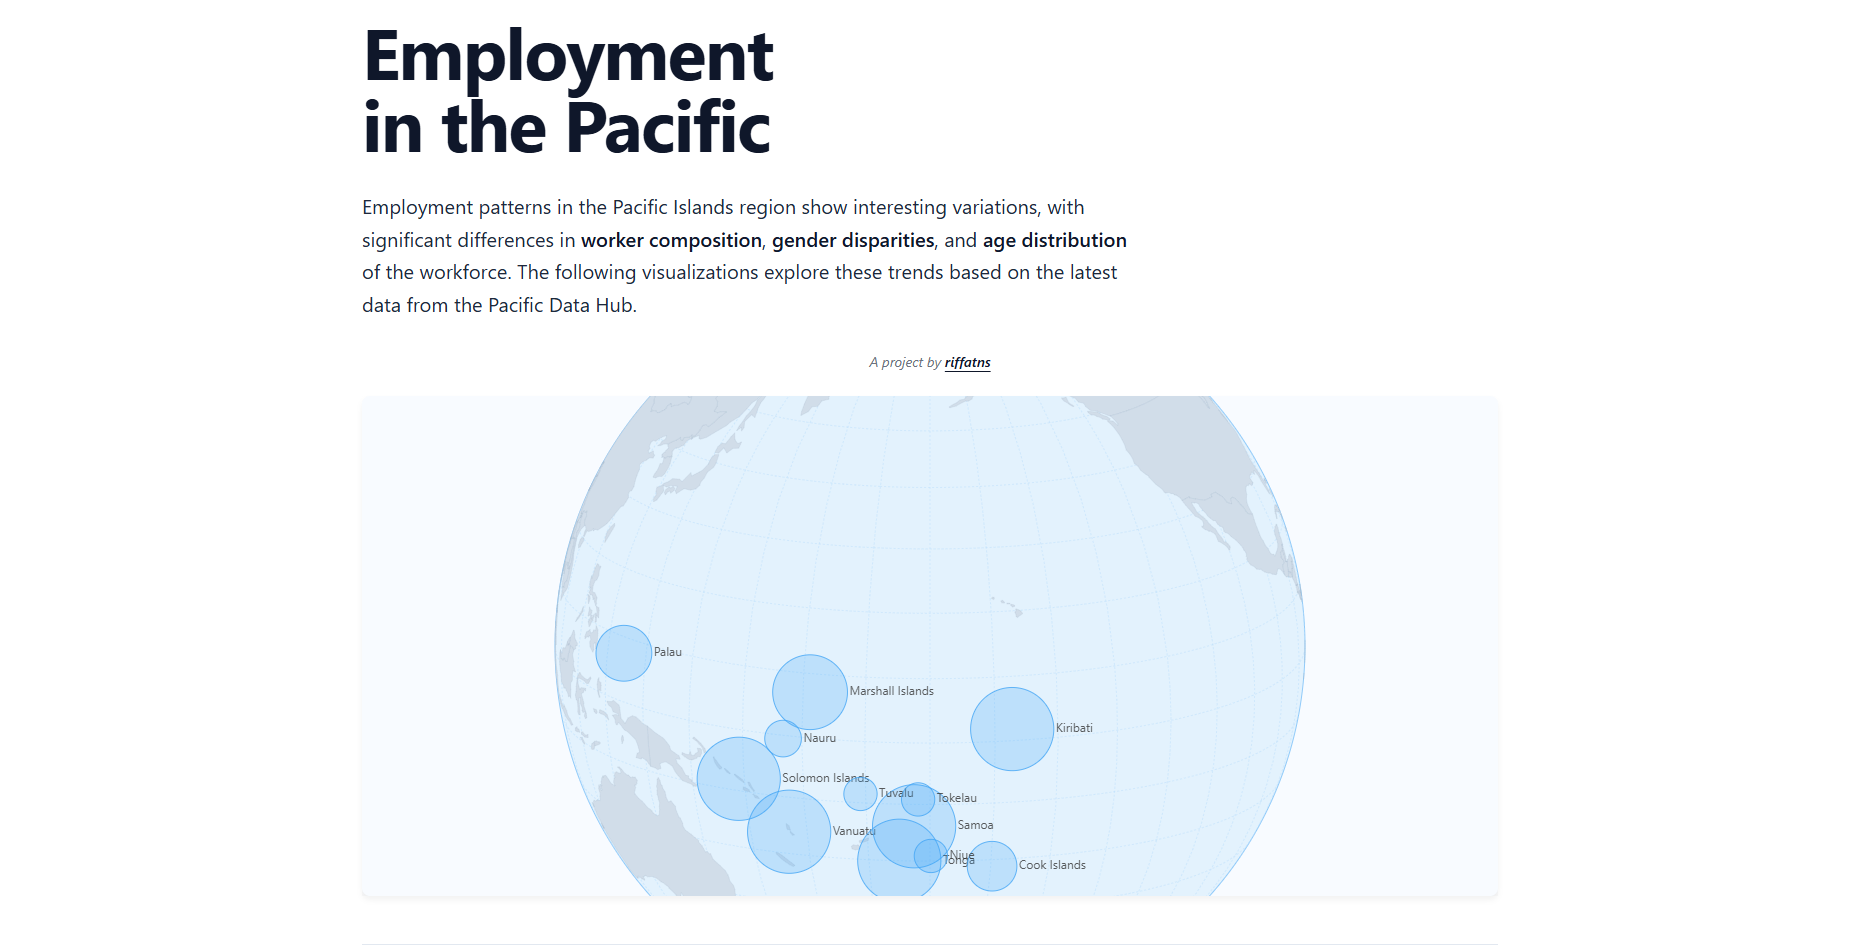 Employment
in the Pacific
Employment patterns in the Pacific Islands region show interesting variations, with
significant differences in worker composition, gender disparities, and age distribution
of the workforce. The following visualizations explore these trends based on the latest
data from the Pacific Data Hub.
A project by riffatns
Palau
Marshall Islands
Kiribati
Nauru
Solomon Islands
Tuvalu
Tokelau
Samoa
Vanuatu
Niue
Tonga
Cook Islands